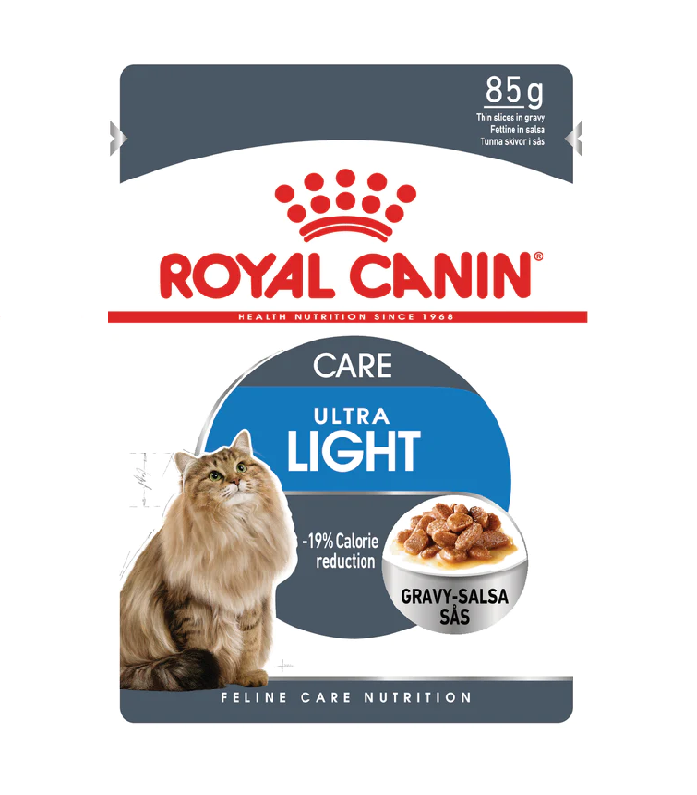 85g
Thin slices in gravy
Fettine in salsa
Tunna skivor i sås
ROYAL CANIN®
HEALTH NUTRITION SINCE 1968
CARE
ULTRA
LIGHT
-19% Calorie
reduction
GRAVY-SALSA
SÅS
FELINE CARE NUTRITION